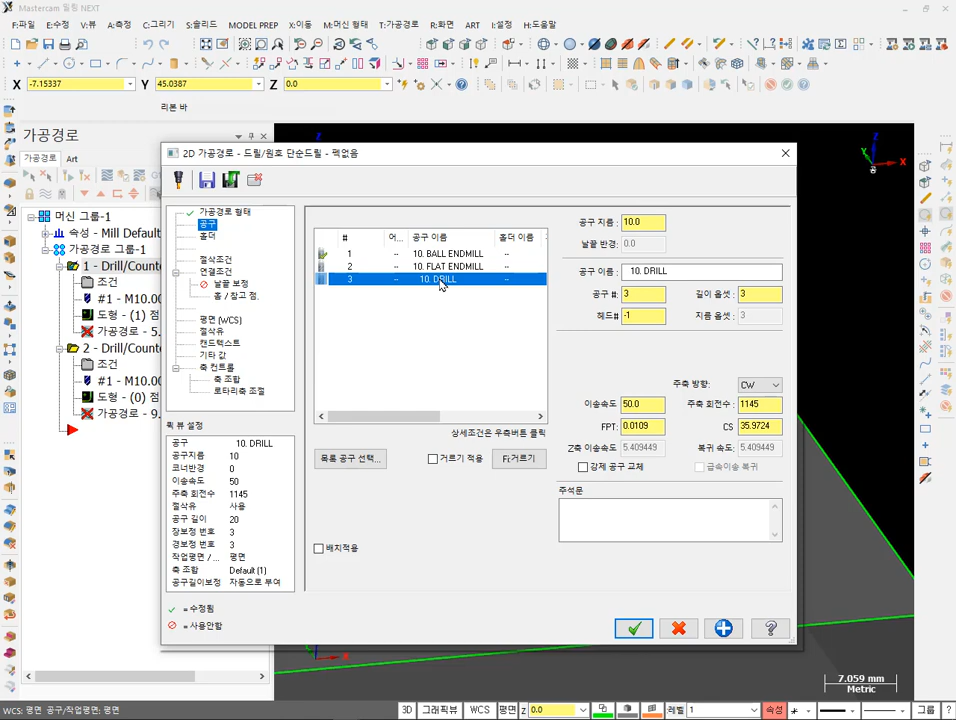 Mastercam 밀링 NEXT
F:파일 E:수정 V:뷰 A:측정 C:그리기 S:솔리드 MODEL PREP X:이동 M:머신 형태 T:가공경로 R:화면 ART I:설정 H:도움말
X -7.15337 Y 45.0387 Z 0.0
리본 바
가공경로
가공경로 Art
머신 그룹-1
속성 - Mill Default
가공경로 그룹-1
1 - Drill/Counte
조건
#1 - M10.00
도형 - (1) 점
가공경로 - 5.
2 - Drill/Counte
조건
#1 - M10.00
도형 - (0) 점
가공경로 - 9.
2D 가공경로 - 드릴/원호 단순드릴 - 펙없음
가공경로 형태
공구
홀더
절삭조건
연결조건
날끝 보정
홈 / 참고 점.
평면 (WCS)
절삭유
캔드텍스트
기타 값
축 컨트롤
축 조합
로타리축 조절
퀵 뷰 설정
공구 10. DRILL
공구지름 10
코너반경 0
이송속도 50
주축 회전수 1145
절삭유 사용
공구 길이 20
장보정 번호 3
경보정 번호 3
작업평면 /... 평면
축 조합 Default (1)
공구길이보정 자동으로 부여
= 수정됨
= 사용안함
# 어... 공구 이름 홀더 이름
1 -- 10. BALL ENDMILL --
2 -- 10. FLAT ENDMILL --
3 -- 10. DRILL --
상세조건은 우측버튼 클릭
목록 공구 선택... 거르기 적용 F:거르기
배치적용
공구 지름: 10.0
날끝 반경: 0.0
공구 이름: 10. DRILL
공구 #: 3 길이 옵셋: 3
헤드# -1 지름 옵셋: 3
주축 방향: CW
이송속도 50.0 주축 회전수 : 1145
FPT: 0.0109 CS 35.9724
Z축 이송속도 5.409449 복귀 속도: 5.409449
강제 공구 교체 급속이송 복귀
주석문
7.059 mm
Metric
WCS: 평면 공구/작업평면: 평면
3D 그래픽뷰 WCS 평면 Z 0.0 레벨 1 속성 그룹